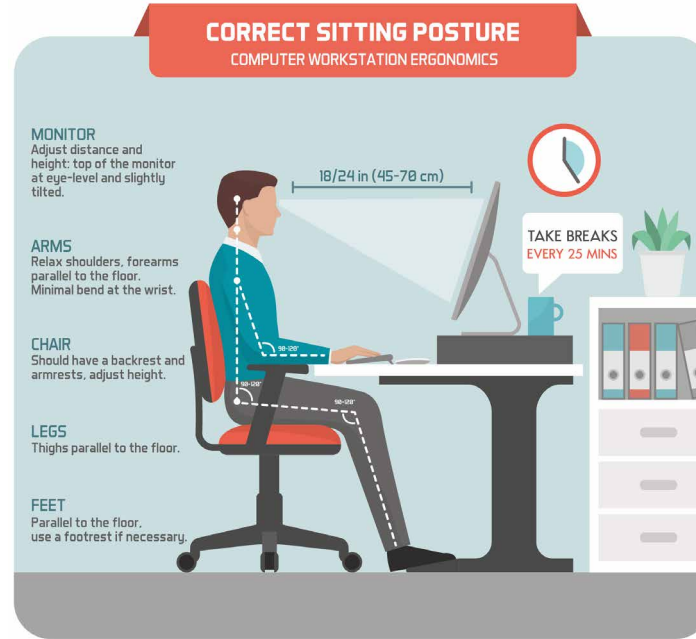 CORRECT SITTING POSTURE
COMPUTER WORKSTATION ERGONOMICS
MONITOR
Adjust distance and
height: top of the monitor
at eye-level and slightly
tilted.
ARMS
Relax shoulders, forearms
parallel to the floor.
Minimal bend at the wrist.
CHAIR
Should have a backrest and
armrests, adjust height.
LEGS
Thighs parallel to the floor.
FEET
Parallel to the floor,
use a footrest if necessary.
18/24 in (45-70 cm)
TAKE BREAKS
EVERY 25 MINS
90-120°
90-120°
90-120°